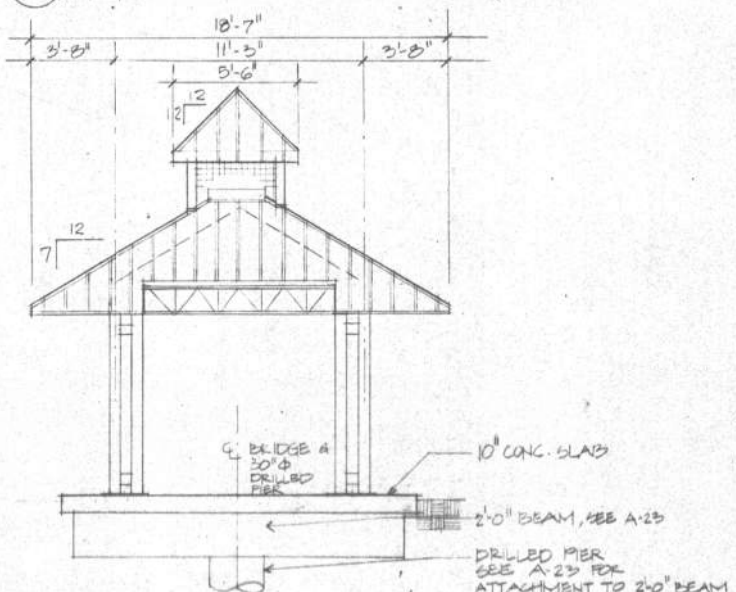 18'-7"
3'-8" 11'-3" 3'-8"
5'-6"
12
12
12
7
℄ BRIDGE &
30"Φ
DRILLED
PIER
10" CONC. SLAB
2'-0" BEAM, SEE A-23
DRILLED PIER
SEE A-23 FOR
ATTACHMENT TO 2'-0" BEAM